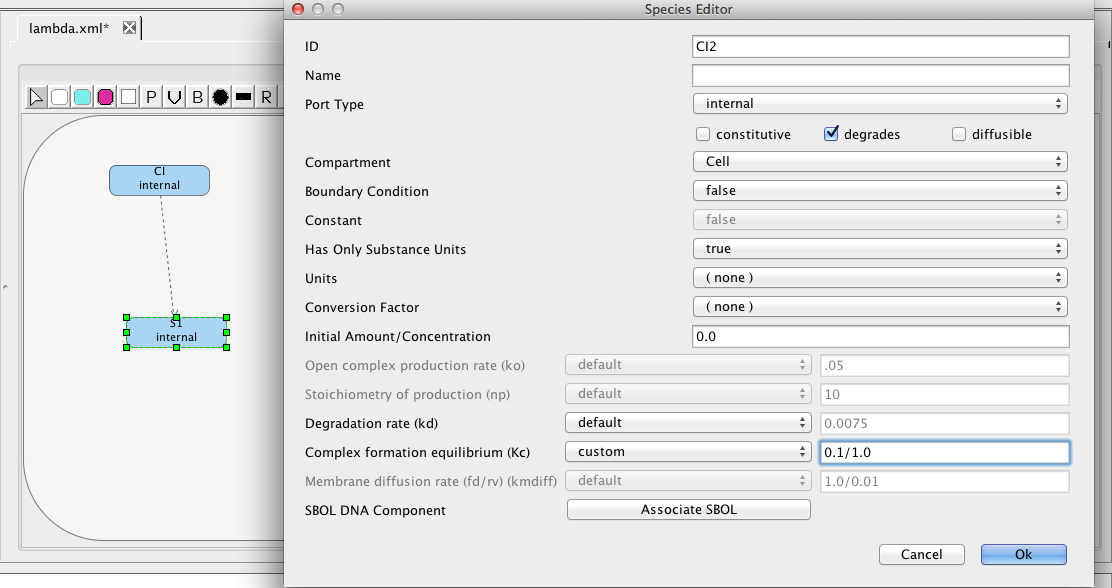 Species Editor
lambda.xml*
P
B
R
CI
internal
S1
internal
ID CI2
Name
Port Type internal
constitutive degrades diffusible
Compartment Cell
Boundary Condition false
Constant false
Has Only Substance Units true
Units ( none )
Conversion Factor ( none )
Initial Amount/Concentration 0.0
Open complex production rate (ko) default .05
Stoichiometry of production (np) default 10
Degradation rate (kd) default 0.0075
Complex formation equilibrium (Kc) custom 0.1/1.0
Membrane diffusion rate (fd/rv) (kmdiff) default 1.0/0.01
SBOL DNA Component Associate SBOL
Cancel Ok